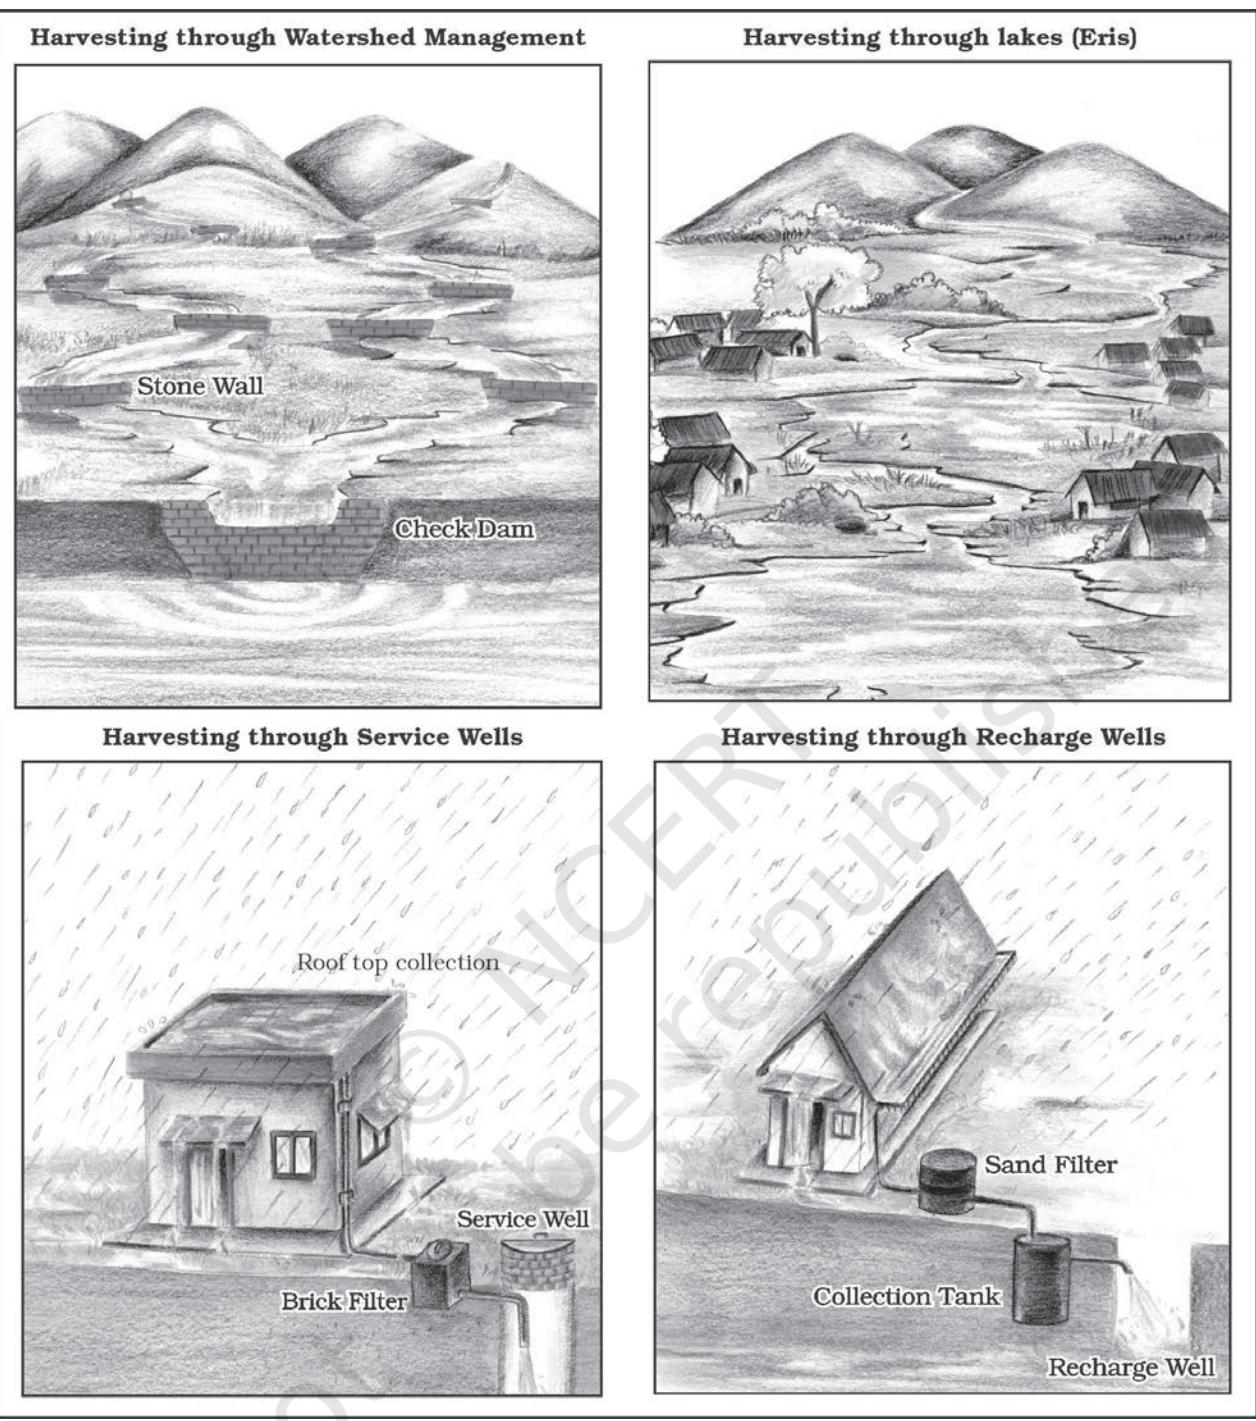 Harvesting through Watershed Management
Harvesting through lakes (Eris)
Stone Wall
Check Dam
Harvesting through Service Wells
Harvesting through Recharge Wells
Roof top collection
Sand Filter
Service Well
Brick Filter
Collection Tank
Recharge Well
© NCERT
be republish